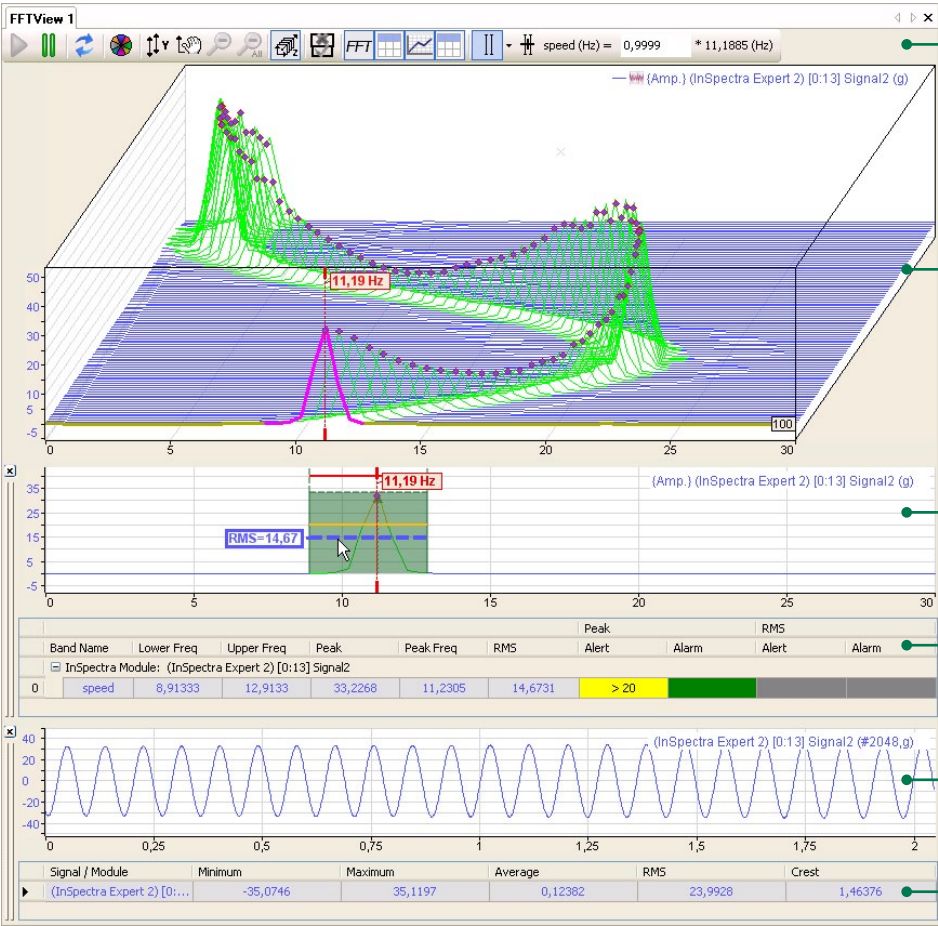 FFTView 1
FFT speed (Hz) = 0,9999 * 11,1885 (Hz)
All
{Amp.} (InSpectra Expert 2) [0:13] Signal2 (g)
50
11,19 Hz
40
30
20
10
5
-5
100
0 5 10 15 20 25 30
11,19 Hz
{Amp.} (InSpectra Expert 2) [0:13] Signal2 (g)
35
25
RMS=14,67
15
5
-5
0 5 10 15 20 25 30
Peak RMS
Band Name Lower Freq Upper Freq Peak Peak Freq RMS Alert Alarm Alert Alarm
InSpectra Module: (InSpectra Expert 2) [0:13] Signal2
0 speed 8,91333 12,9133 33,2268 11,2305 14,6731 > 20
(InSpectra Expert 2) [0:13] Signal2 (#2048,g)
40
20
0
-20
-40
0 0,25 0,5 0,75 1 1,25 1,5 1,75 2
Signal / Module Minimum Maximum Average RMS Crest
(InSpectra Expert 2) [0:... -35,0746 35,1197 0,12382 23,9928 1,46376